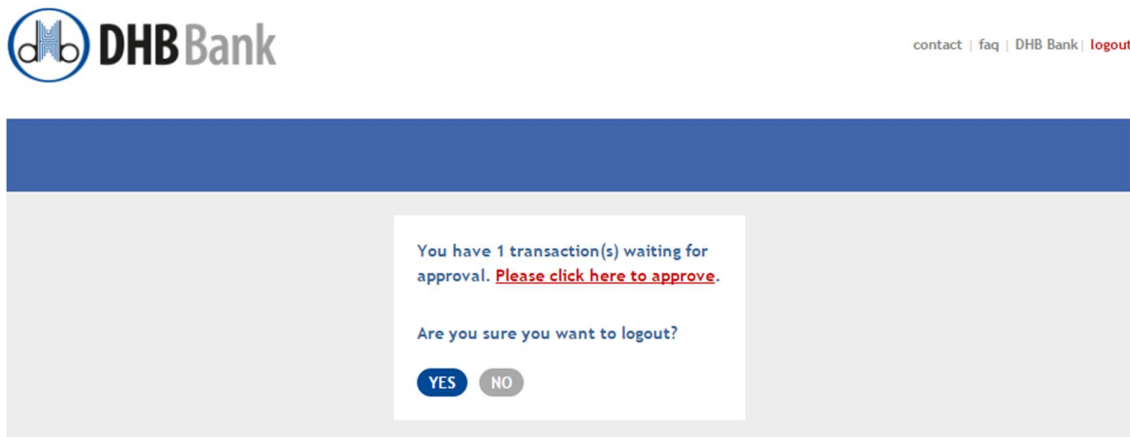 dhb DHB Bank
contact | faq | DHB Bank | logout
You have 1 transaction(s) waiting for
approval. Please click here to approve.
Are you sure you want to logout?
YES NO